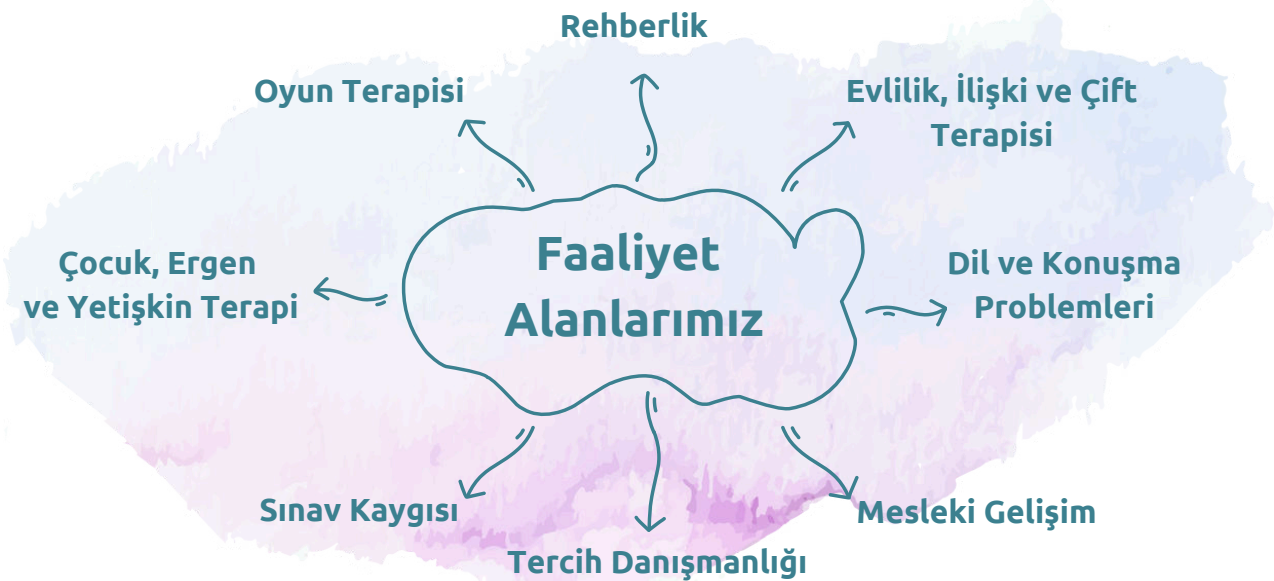 Rehberlik
Oyun Terapisi
Evlilik, İlişki ve Çift
Terapisi
Çocuk, Ergen
ve Yetişkin Terapi
Faaliyet
Alanlarımız
Dil ve Konuşma
Problemleri
Sınav Kaygısı
Mesleki Gelişim
Tercih Danışmanlığı